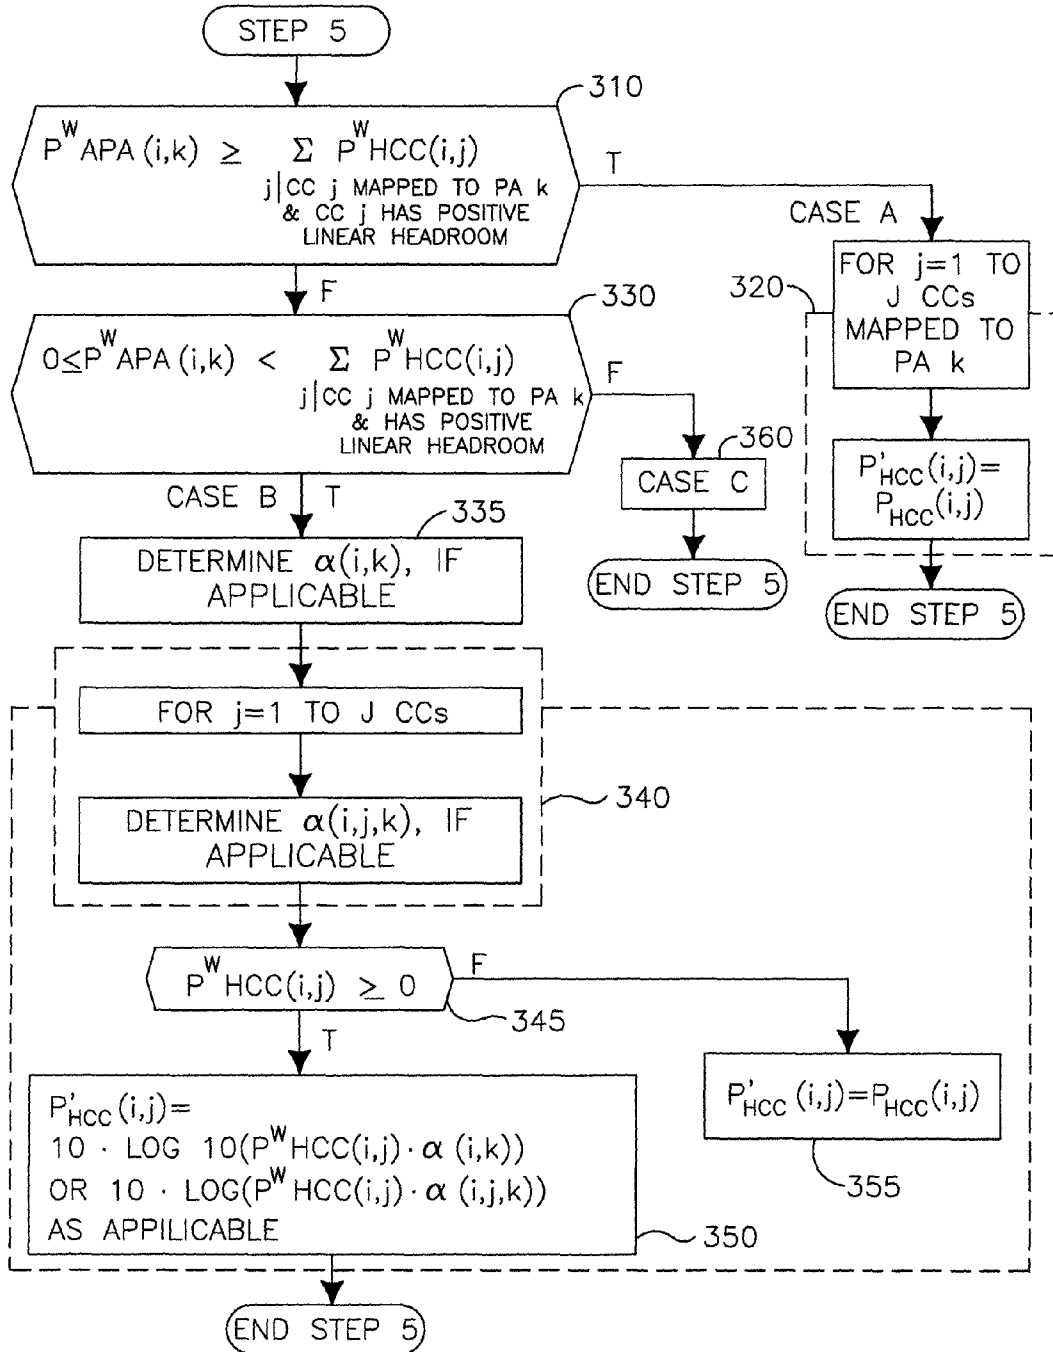 STEP 5
310
P^W APA(i,k) ≥ Σ P^W HCC(i,j)
j|CC j MAPPED TO PA k
& CC j HAS POSITIVE
LINEAR HEADROOM
T
CASE A
FOR j=1 TO
J CCs
MAPPED TO
PA k
320
P'HCC(i,j)=
PHCC(i,j)
END STEP 5
F
330
0≤P^W APA(i,k) < Σ P^W HCC(i,j)
j|CC j MAPPED TO PA k
& HAS POSITIVE
LINEAR HEADROOM
F
360
CASE C
END STEP 5
CASE B T
335
DETERMINE α(i,k), IF
APPLICABLE
FOR j=1 TO J CCs
DETERMINE α(i,j,k), IF
APPLICABLE
340
P^W HCC(i,j) ≥ 0
F
345
T
P'HCC(i,j)=
10 · LOG 10(P^W HCC(i,j) · α (i,k))
OR 10 · LOG(P^W HCC(i,j) · α (i,j,k))
AS APPILICABLE
350
P'HCC (i,j)=PHCC(i,j)
355
END STEP 5